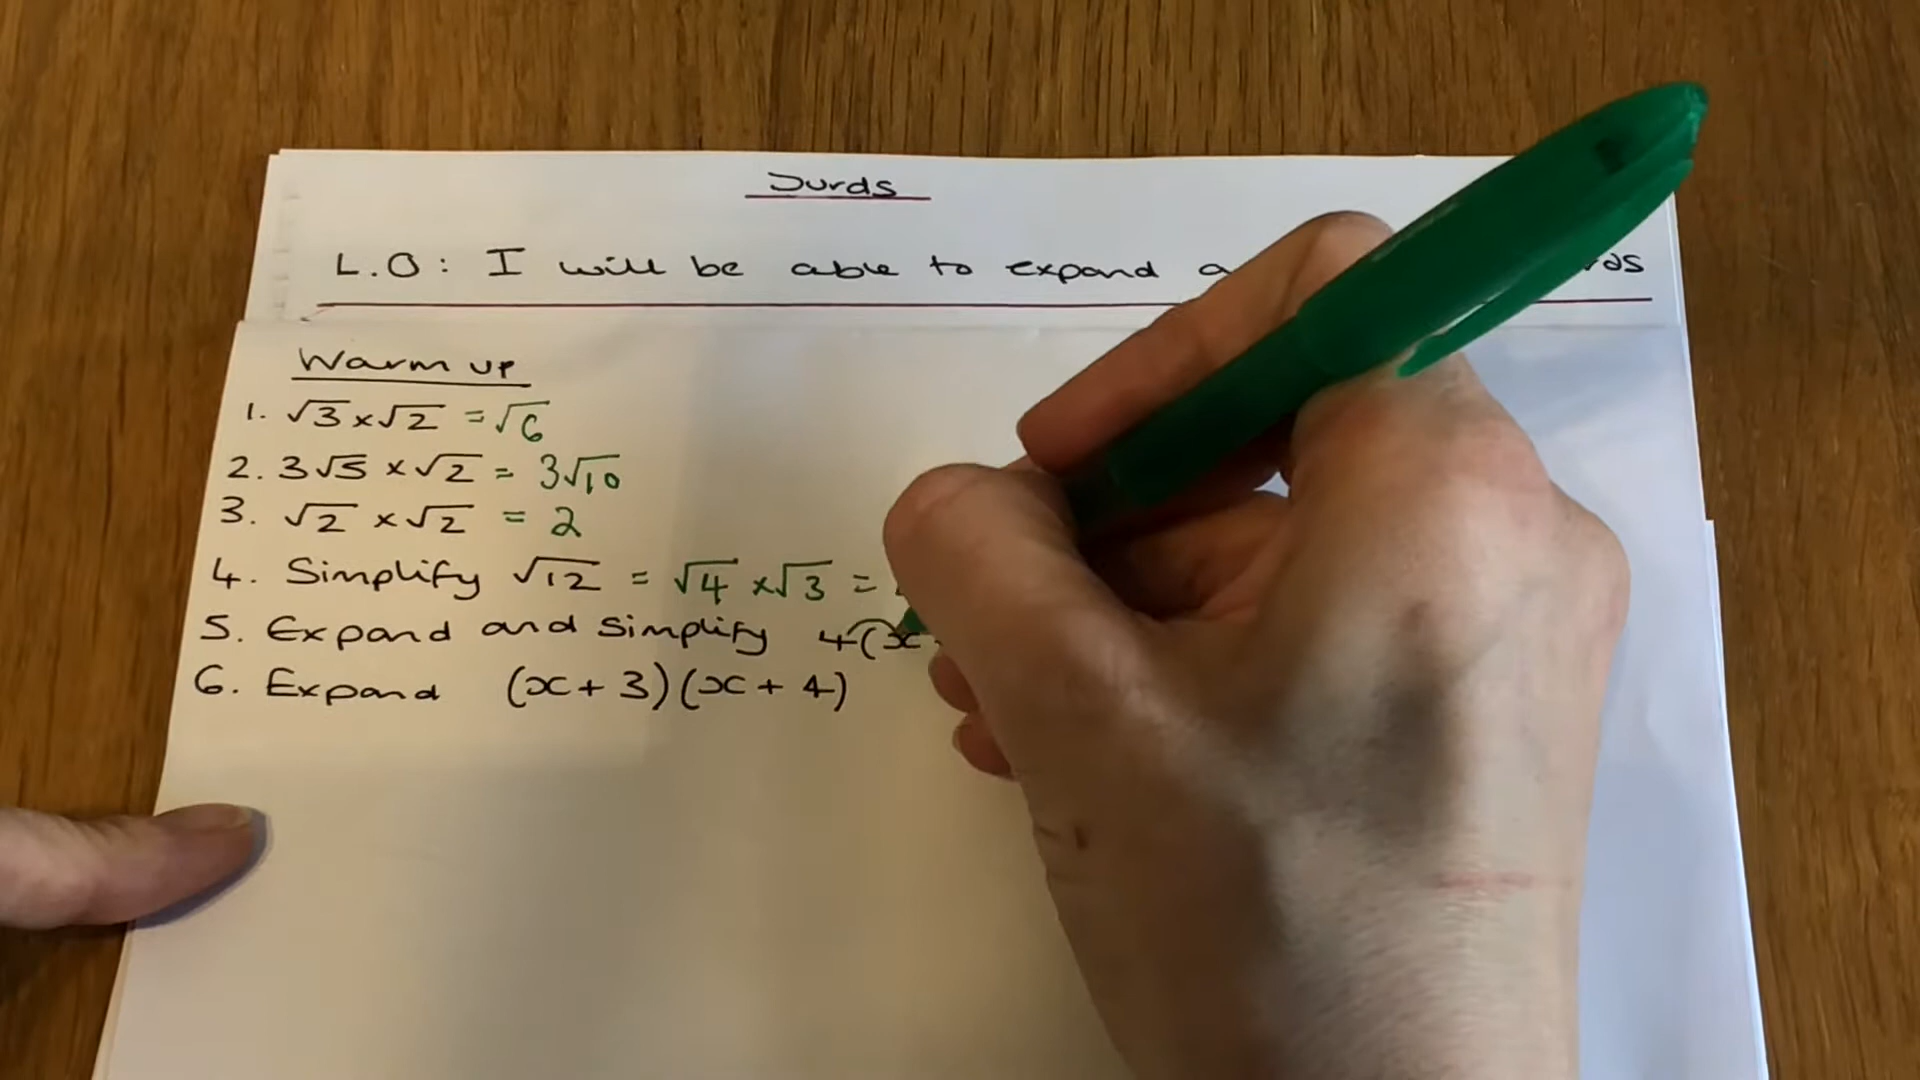 Surds
L.O: I will be able to expand
Warm up
1. √3 × √2 = √6
2. 3√5 × √2 = 3√10
3. √2 × √2 = 2
4. Simplify √12 = √4 × √3 =
5. Expand and simplify 4(x
6. Expand (x + 3)(x + 4)